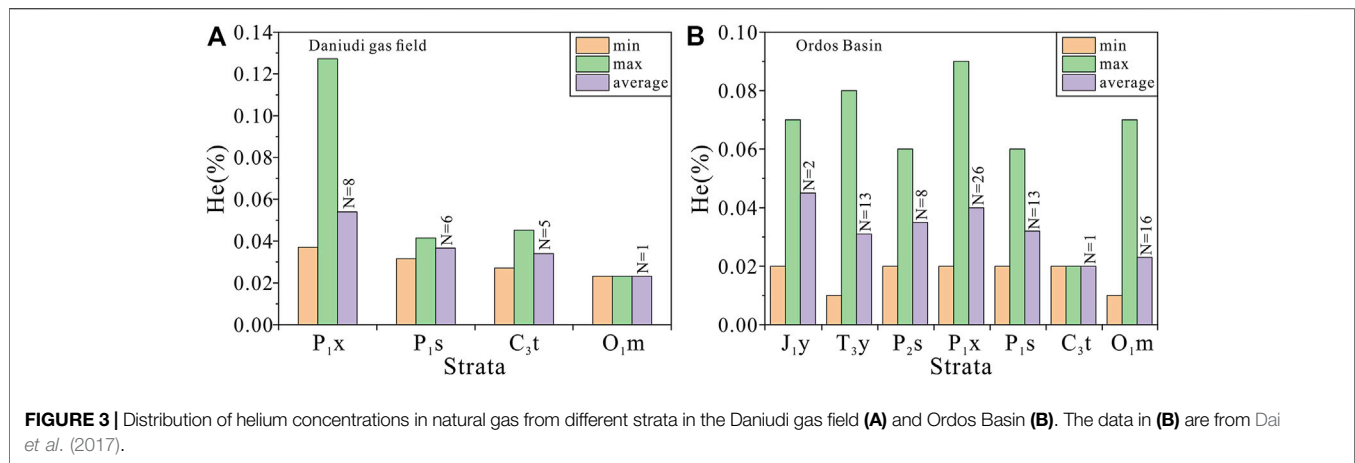 A
Daniudi gas field
min
max
average
He(%)
0.14
0.12
0.10
0.08
0.06
0.04
0.02
0.00
N=8
N=6
N=5
N=1
P₁x P₁s C₃t O₁m
Strata
B
Ordos Basin
min
max
average
He(%)
0.10
0.08
0.06
0.04
0.02
0.00
N=2
N=13
N=8
N=26
N=13
N=1
N=16
J₁y T₃y P₂s P₁x P₁s C₃t O₁m
Strata
FIGURE 3 | Distribution of helium concentrations in natural gas from different strata in the Daniudi gas field (A) and Ordos Basin (B). The data in (B) are from Dai
et al. (2017).